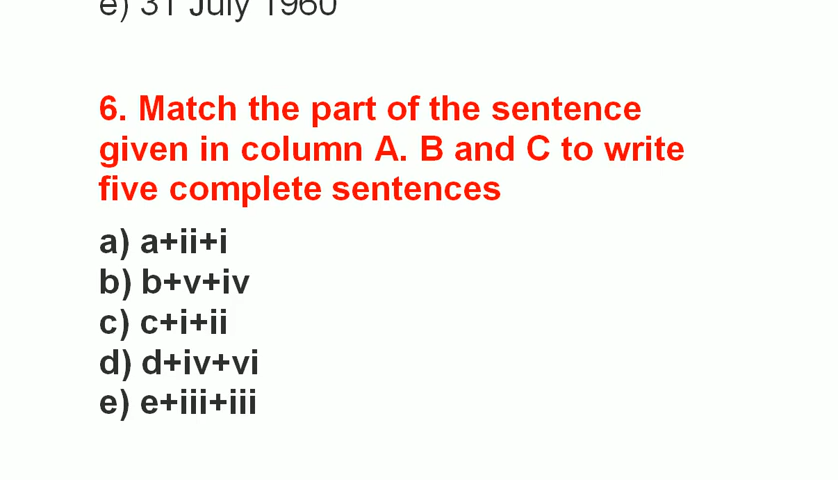 e) 31 July 1960
6. Match the part of the sentence
given in column A. B and C to write
five complete sentences
a) a+ii+i
b) b+v+iv
c) c+i+ii
d) d+iv+vi
e) e+iii+iii